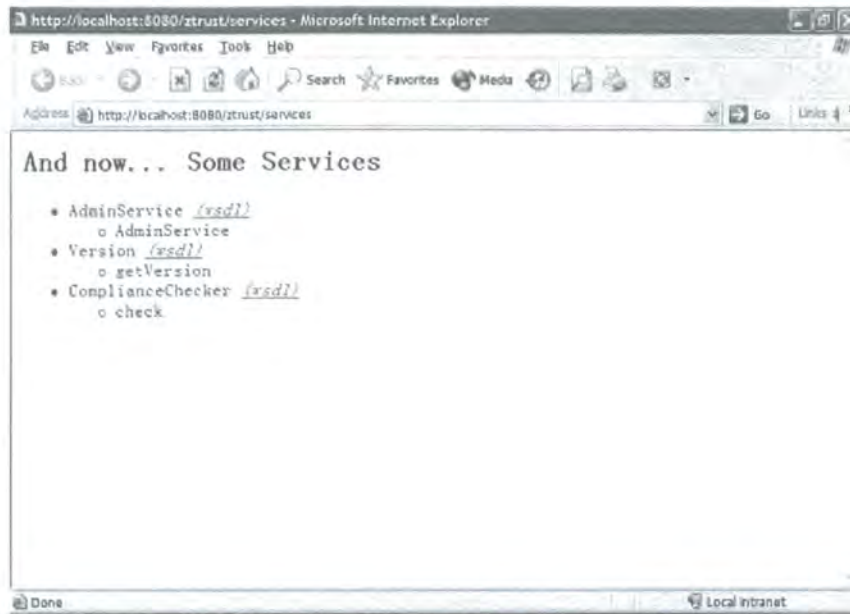 http://localhost:8080/ztrust/services - Microsoft Internet Explorer
File Edit View Favorites Tools Help
Back Search Favorites Media
Address http://localhost:8080/ztrust/services Go Links
And now... Some Services
AdminService (wsdl)
AdminService
Version (wsdl)
getVersion
ComplianceChecker (wsdl)
check
Done Local intranet